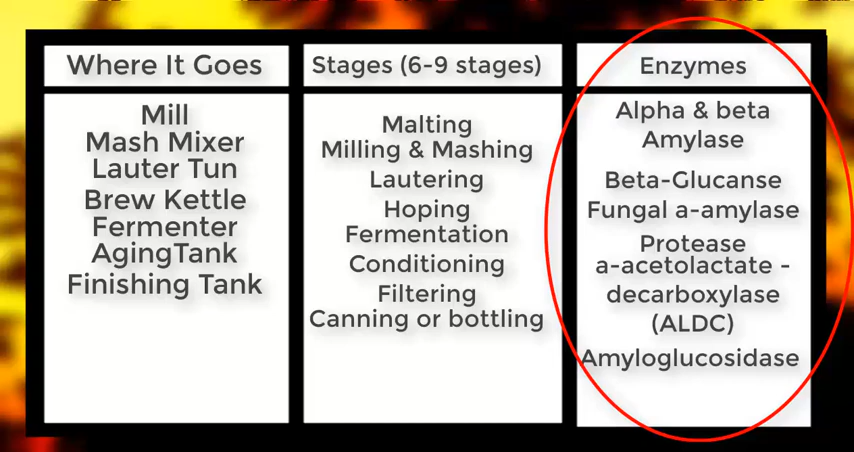 Where It Goes
Mill
Mash Mixer
Lauter Tun
Brew Kettle
Fermenter
AgingTank
Finishing Tank
Stages (6-9 stages)
Malting
Milling & Mashing
Lautering
Hoping
Fermentation
Conditioning
Filtering
Canning or bottling
Enzymes
Alpha & beta
Amylase
Beta-Glucanse
Fungal a-amylase
Protease
a-acetolactate -
decarboxylase
(ALDC)
Amyloglucosidase